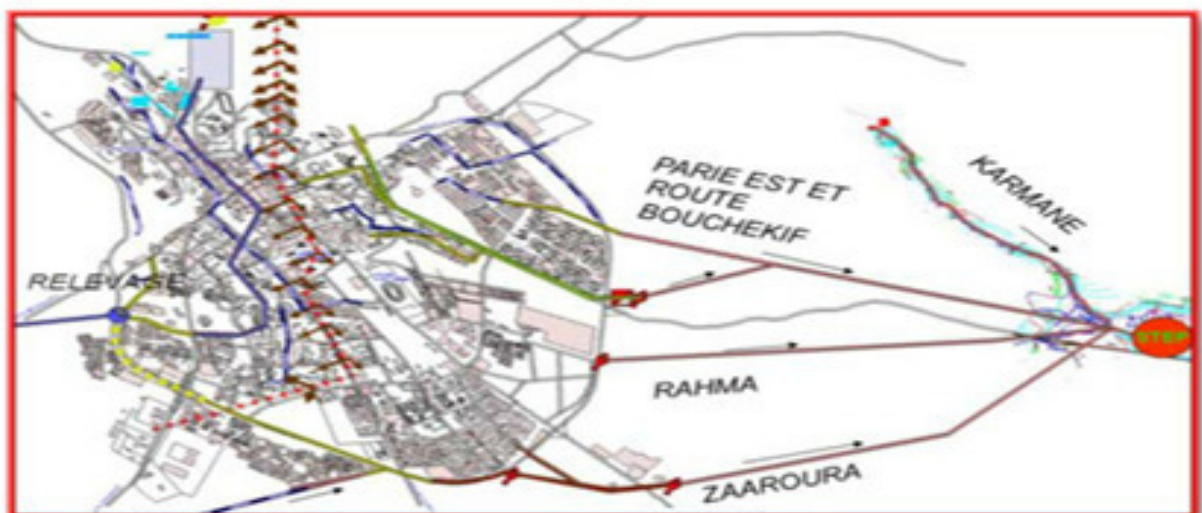 PARIE EST ET
ROUTE
BOUCHEKIF
KARMANE
RELEVAGE
STEP
RAHMA
ZAAROURA